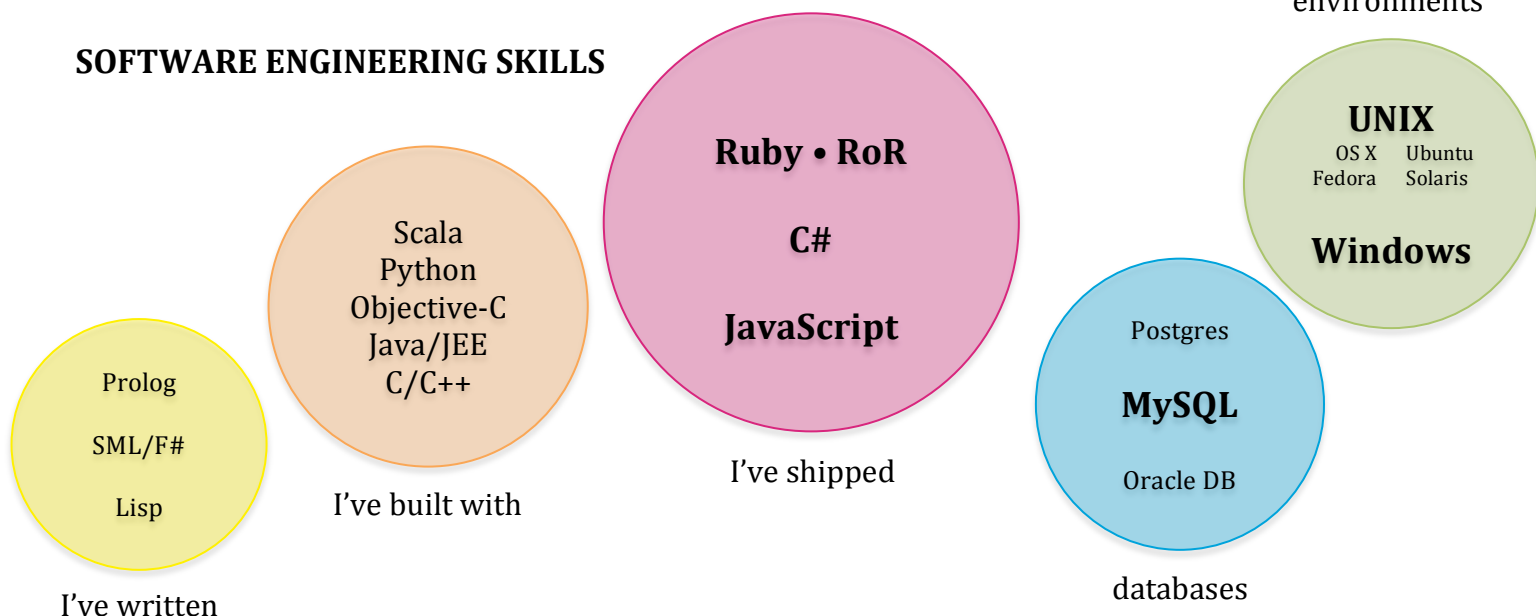 SOFTWARE ENGINEERING SKILLS
Prolog
SML/F#
Lisp
I've written
Scala
Python
Objective-C
Java/JEE
C/C++
I've built with
Ruby • RoR
C#
JavaScript
I've shipped
Postgres
MySQL
Oracle DB
databases
environments
UNIX
OS X Ubuntu
Fedora Solaris
Windows